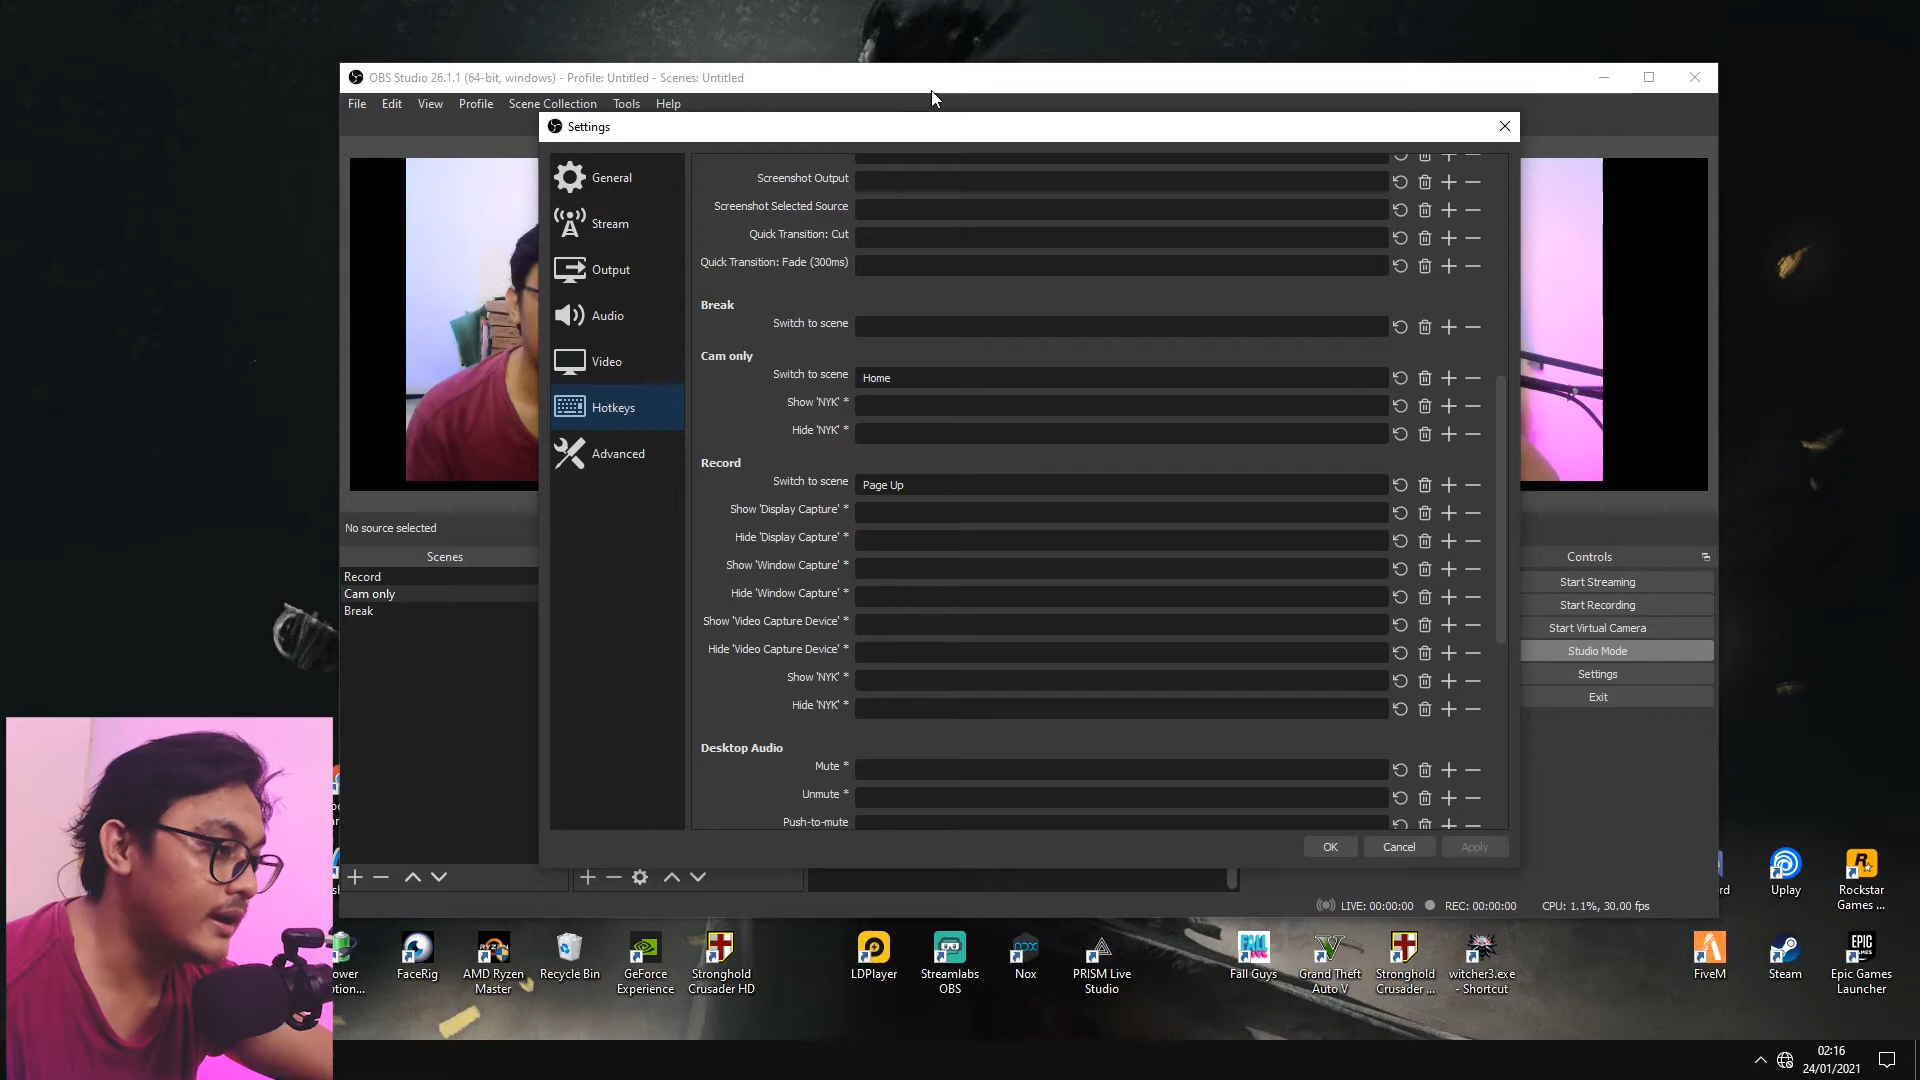 OBS Studio 26.1.1 (64-bit, windows) - Profile: Untitled - Scenes: Untitled
File Edit View Profile Scene Collection Tools Help
Settings
General
Stream
Output
Audio
Video
Hotkeys
Advanced
Screenshot Output
Screenshot Selected Source
Quick Transition: Cut
Quick Transition: Fade (300ms)
Break
Switch to scene
Cam only
Switch to scene Home
Show 'NYK' *
Hide 'NYK' *
Record
Switch to scene Page Up
Show 'Display Capture' *
Hide 'Display Capture' *
Show 'Window Capture' *
Hide 'Window Capture' *
Show 'Video Capture Device' *
Hide 'Video Capture Device' *
Show 'NYK' *
Hide 'NYK' *
Desktop Audio
Mute *
Unmute *
Push-to-mute
OK Cancel Apply
No source selected
Scenes
Record
Cam only
Break
Controls
Start Streaming
Start Recording
Start Virtual Camera
Studio Mode
Settings
Exit
LIVE: 00:00:00 REC: 00:00:00 CPU: 1.1%, 30.00 fps
Uplay
Rockstar
Games ...
FaceRig
AMD Ryzen
Master
Recycle Bin
GeForce
Experience
Stronghold
Crusader HD
LDPlayer
Streamlabs
OBS
Nox
PRISM Live
Studio
Fall Guys
Grand Theft
Auto V
Stronghold
Crusader ...
witcher3.exe
- Shortcut
FiveM
Steam
Epic Games
Launcher
02:16
24/01/2021